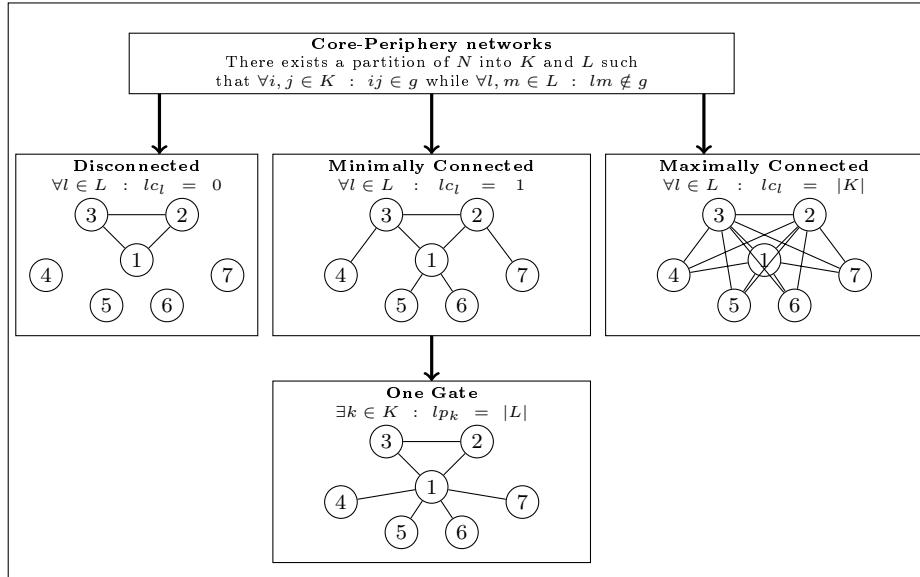 Core-Periphery networks
There exists a partition of N into K and L such
that ∀i, j ∈ K : ij ∈ g while ∀l, m ∈ L : lm ∉ g
Disconnected
∀l ∈ L : lc_l = 0
3 2
1
4 7
5 6
Minimally Connected
∀l ∈ L : lc_l = 1
3 2
1
4 7
5 6
Maximally Connected
∀l ∈ L : lc_l = |K|
3 2
1
4 7
5 6
One Gate
∃k ∈ K : lp_k = |L|
3 2
1
4 7
5 6